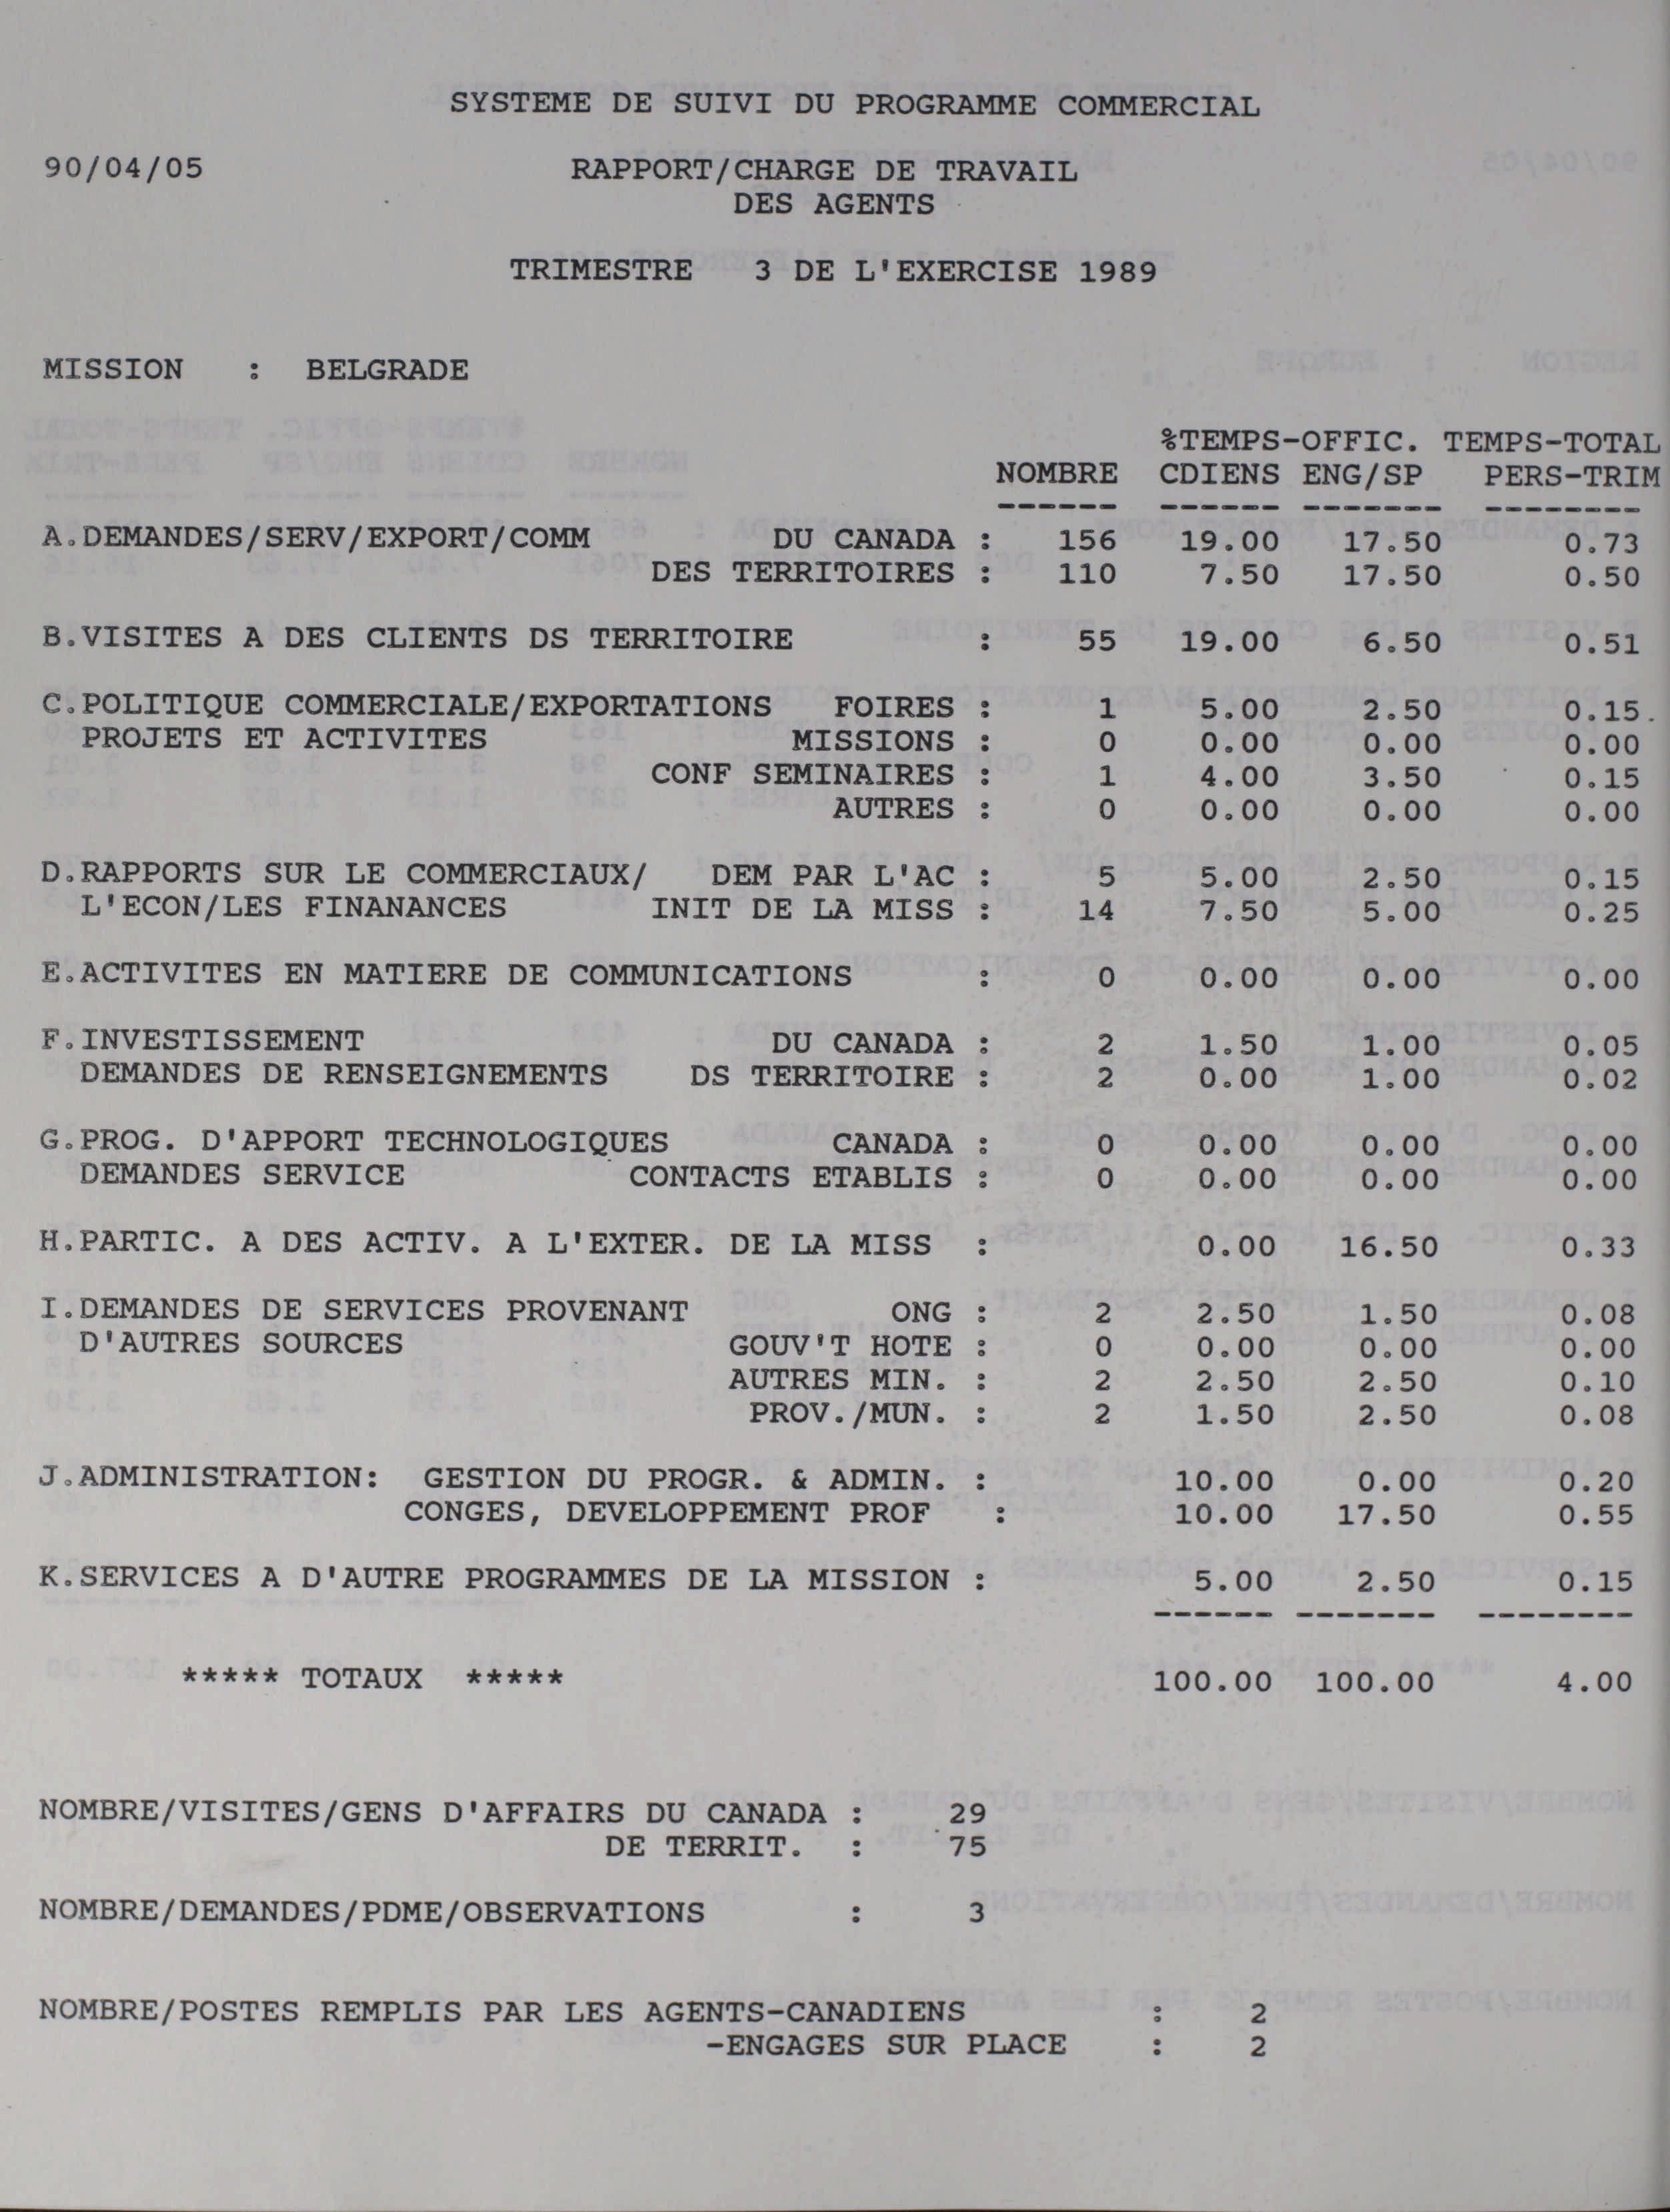 SYSTEME DE SUIVI DU PROGRAMME COMMERCIAL
90/04/05 RAPPORT/CHARGE DE TRAVAIL
DES AGENTS
TRIMESTRE 3 DE L'EXERCISE 1989
MISSION : BELGRADE
%TEMPS-OFFIC. TEMPS-TOTAL
NOMBRE CDIENS ENG/SP PERS-TRIM
------ ------ ------- --------
A.DEMANDES/SERV/EXPORT/COMM DU CANADA : 156 19.00 17.50 0.73
DES TERRITOIRES : 110 7.50 17.50 0.50
B.VISITES A DES CLIENTS DS TERRITOIRE : 55 19.00 6.50 0.51
C.POLITIQUE COMMERCIALE/EXPORTATIONS FOIRES : 1 5.00 2.50 0.15
PROJETS ET ACTIVITES MISSIONS : 0 0.00 0.00 0.00
CONF SEMINAIRES : 1 4.00 3.50 0.15
AUTRES : 0 0.00 0.00 0.00
D.RAPPORTS SUR LE COMMERCIAUX/ DEM PAR L'AC : 5 5.00 2.50 0.15
L'ECON/LES FINANANCES INIT DE LA MISS : 14 7.50 5.00 0.25
E.ACTIVITES EN MATIERE DE COMMUNICATIONS : 0 0.00 0.00 0.00
F.INVESTISSEMENT DU CANADA : 2 1.50 1.00 0.05
DEMANDES DE RENSEIGNEMENTS DS TERRITOIRE : 2 0.00 1.00 0.02
G.PROG. D'APPORT TECHNOLOGIQUES CANADA : 0 0.00 0.00 0.00
DEMANDES SERVICE CONTACTS ETABLIS : 0 0.00 0.00 0.00
H.PARTIC. A DES ACTIV. A L'EXTER. DE LA MISS : 0.00 16.50 0.33
I.DEMANDES DE SERVICES PROVENANT ONG : 2 2.50 1.50 0.08
D'AUTRES SOURCES GOUV'T HOTE : 0 0.00 0.00 0.00
AUTRES MIN. : 2 2.50 2.50 0.10
PROV./MUN. : 2 1.50 2.50 0.08
J.ADMINISTRATION: GESTION DU PROGR. & ADMIN. : 10.00 0.00 0.20
CONGES, DEVELOPPEMENT PROF : 10.00 17.50 0.55
K.SERVICES A D'AUTRE PROGRAMMES DE LA MISSION : 5.00 2.50 0.15
------ ------- --------
***** TOTAUX ***** 100.00 100.00 4.00
NOMBRE/VISITES/GENS D'AFFAIRS DU CANADA : 29
DE TERRIT. : 75
NOMBRE/DEMANDES/PDME/OBSERVATIONS : 3
NOMBRE/POSTES REMPLIS PAR LES AGENTS-CANADIENS : 2
-ENGAGES SUR PLACE : 2